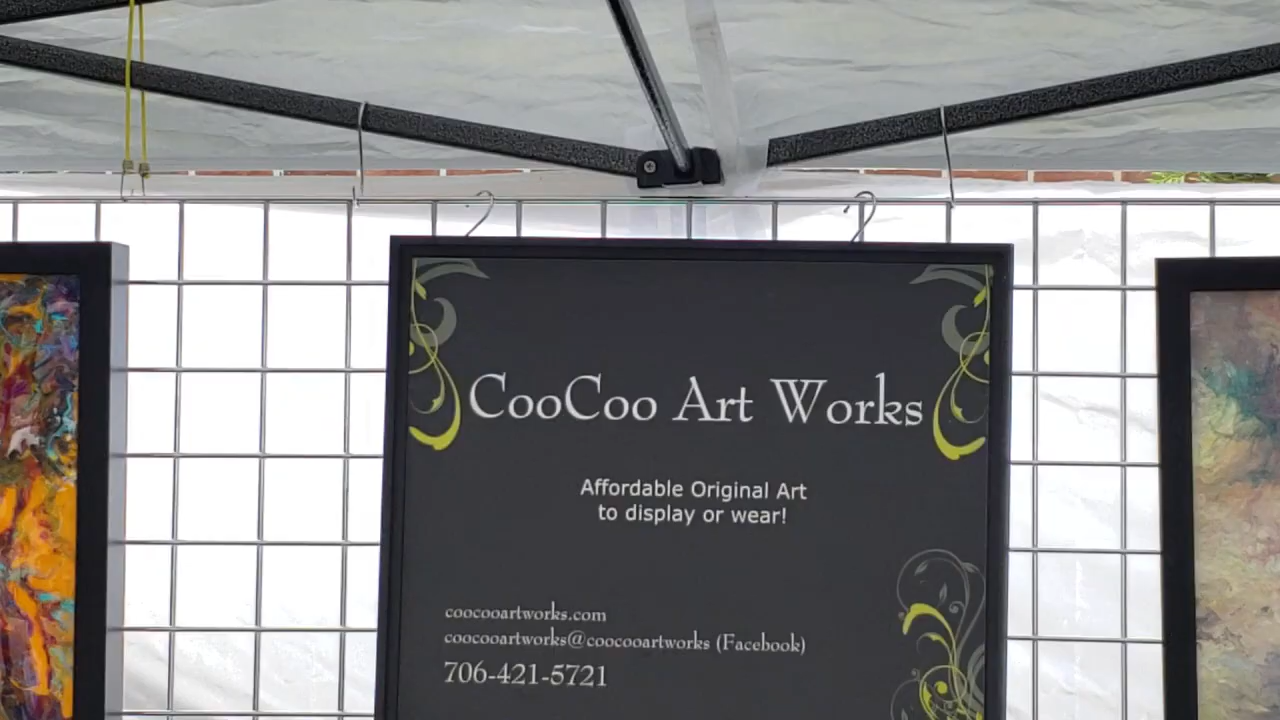 CooCoo Art Works
Affordable Original Art
to display or wear!
coocooartworks.com
coocooartworks@coocooartworks (Facebook)
706-421-5721